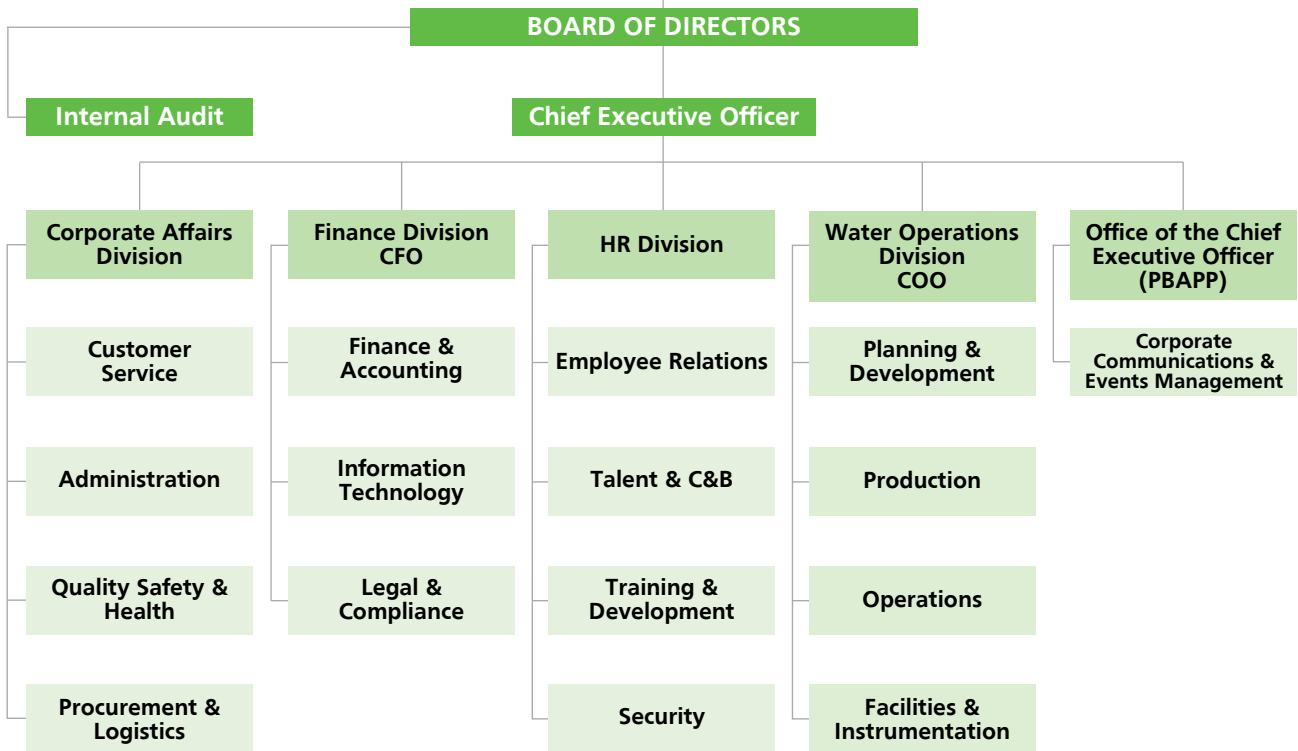 BOARD OF DIRECTORS
Internal Audit
Chief Executive Officer
Corporate Affairs
Division
Customer
Service
Administration
Quality Safety &
Health
Procurement &
Logistics
Finance Division
CFO
Finance &
Accounting
Information
Technology
Legal &
Compliance
HR Division
Employee Relations
Talent & C&B
Training &
Development
Security
Water Operations
Division
COO
Planning &
Development
Production
Operations
Facilities &
Instrumentation
Office of the Chief
Executive Officer
(PBAPP)
Corporate
Communications &
Events Management